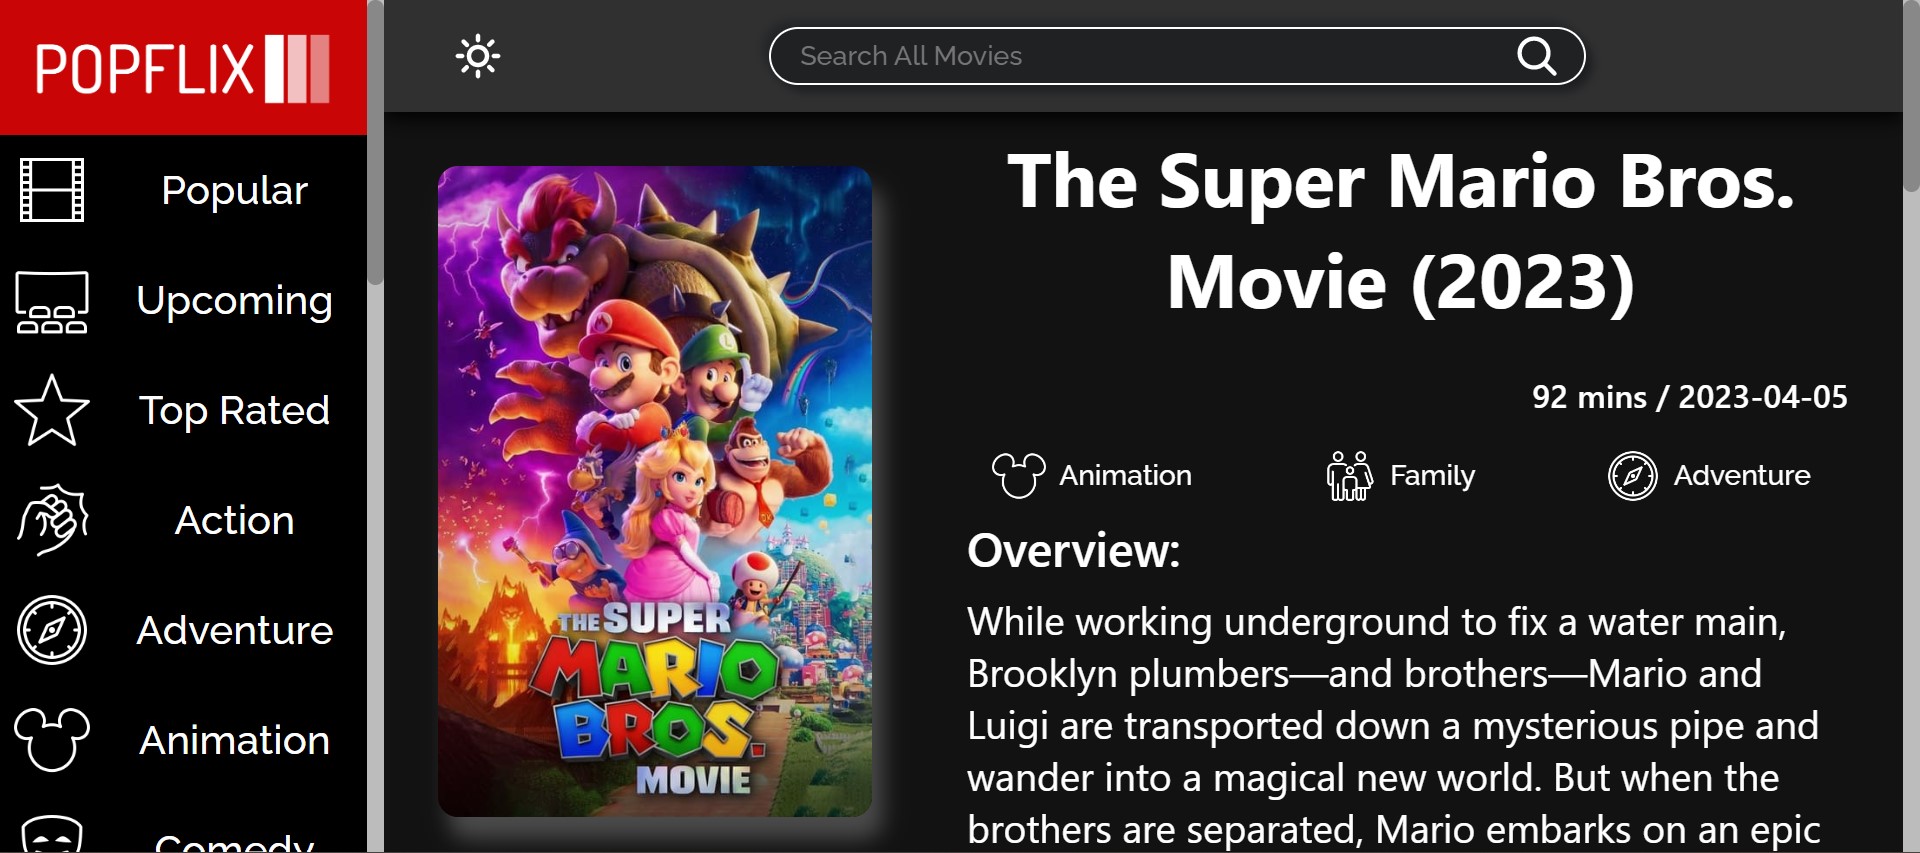 POPFLIX
Search All Movies
Popular
Upcoming
Top Rated
Action
Adventure
Animation
Comedy
THE SUPER
MARIO
BROS.
MOVIE
The Super Mario Bros.
Movie (2023)
92 mins / 2023-04-05
Animation
Family
Adventure
Overview:
While working underground to fix a water main,
Brooklyn plumbers—and brothers—Mario and
Luigi are transported down a mysterious pipe and
wander into a magical new world. But when the
brothers are separated, Mario embarks on an epic